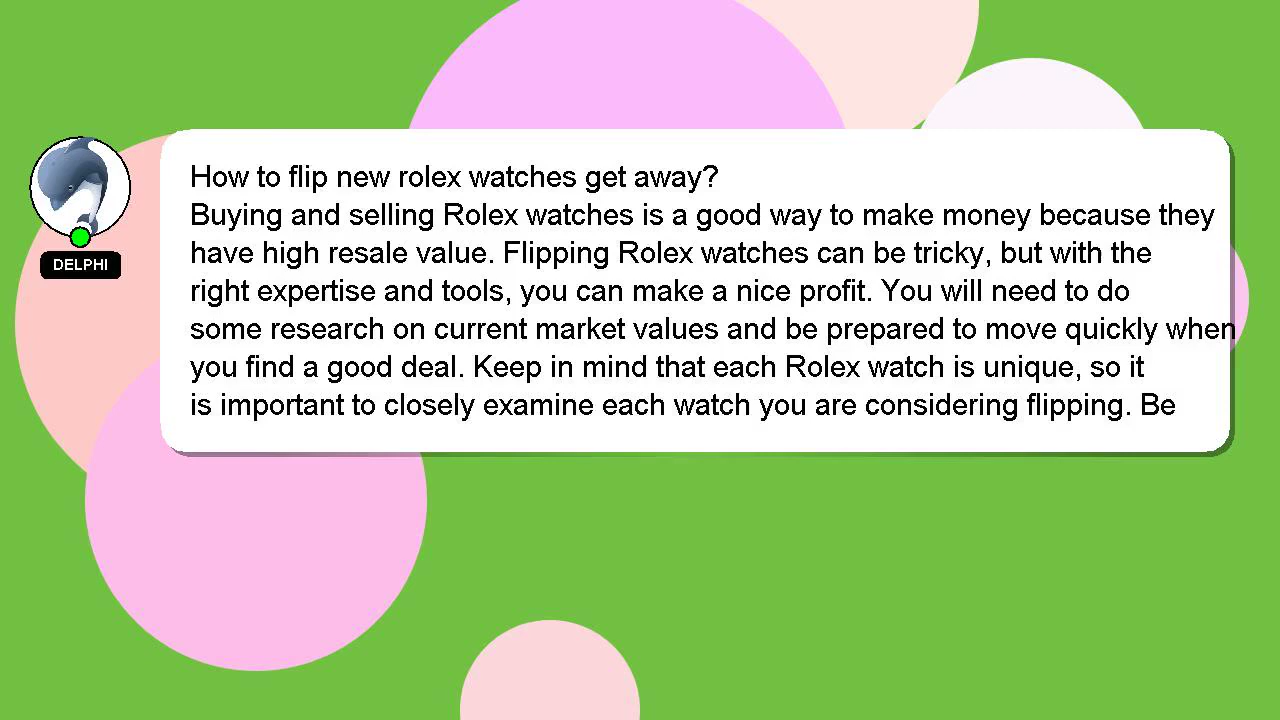 How to flip new rolex watches get away?
Buying and selling Rolex watches is a good way to make money because they
have high resale value. Flipping Rolex watches can be tricky, but with the
right expertise and tools, you can make a nice profit. You will need to do
some research on current market values and be prepared to move quickly when
you find a good deal. Keep in mind that each Rolex watch is unique, so it
is important to closely examine each watch you are considering flipping. Be
DELPHI